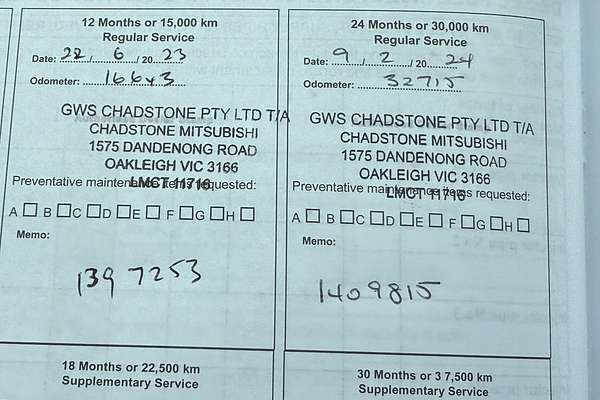 12 Months or 15,000 km
Regular Service
Date: 22 / 6 / 20 23
Odometer: 16643
GWS CHADSTONE PTY LTD T/A
CHADSTONE MITSUBISHI
1575 DANDENONG ROAD
OAKLEIGH VIC 3166
LMCT 11716
Preventative maintenance items requested:
A B C D E F G H
Memo:
1397253
18 Months or 22,500 km
Supplementary Service
24 Months or 30,000 km
Regular Service
Date: 9 / 2 / 20 24
Odometer: 32715
GWS CHADSTONE PTY LTD T/A
CHADSTONE MITSUBISHI
1575 DANDENONG ROAD
OAKLEIGH VIC 3166
LMCT 11716
Preventative maintenance items requested:
A B C D E F G H
Memo:
1409815
30 Months or 3 7,500 km
Supplementary Service